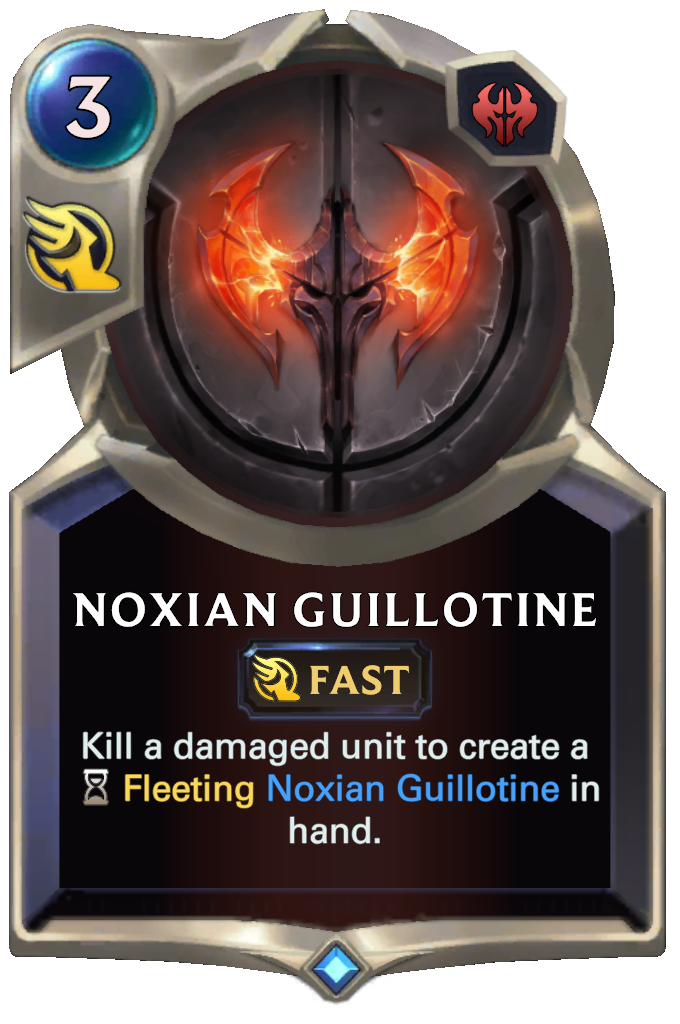 3
NOXIAN GUILLOTINE
FAST
Kill a damaged unit to create a
Fleeting Noxian Guillotine in
hand.